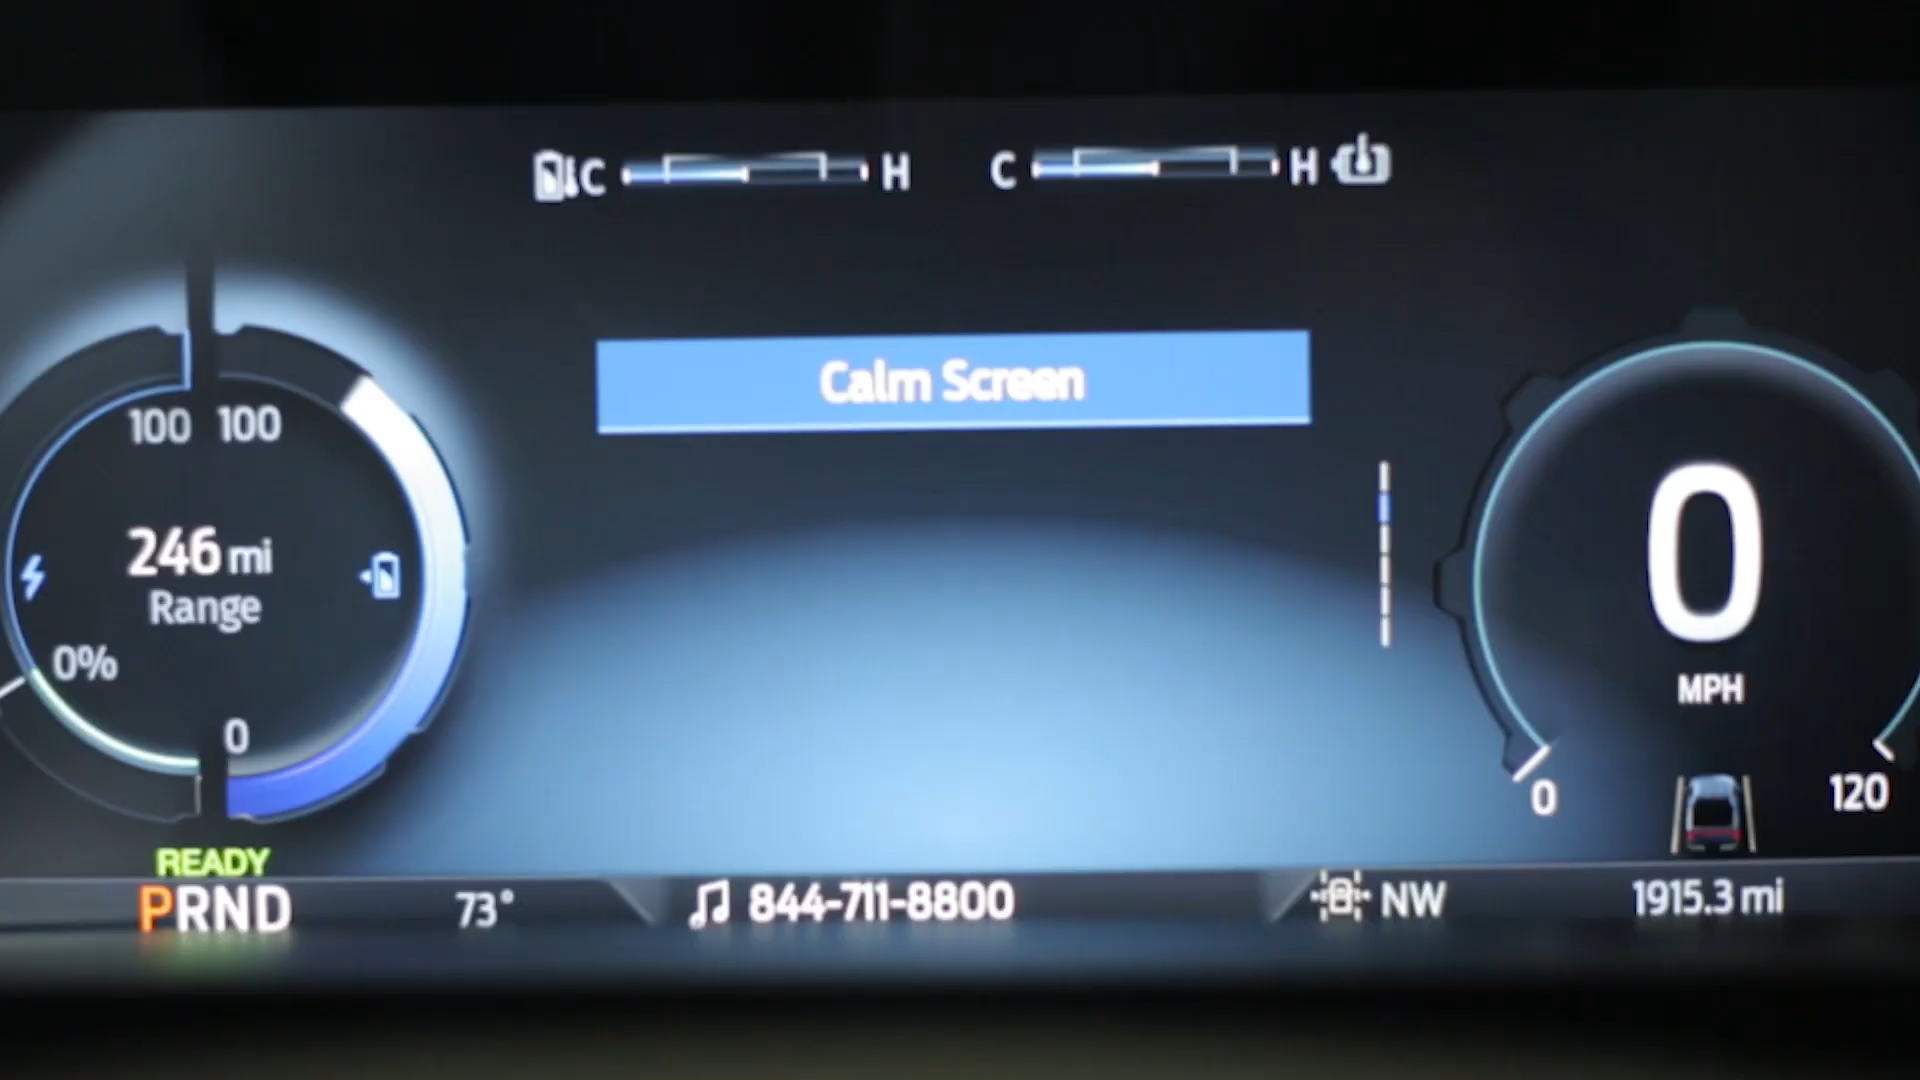 C H
C H
Calm Screen
100 100
246 mi
Range
0%
0
0
MPH
0
120
READY
PRND
73°
844-711-8800
NW
1915.3 mi